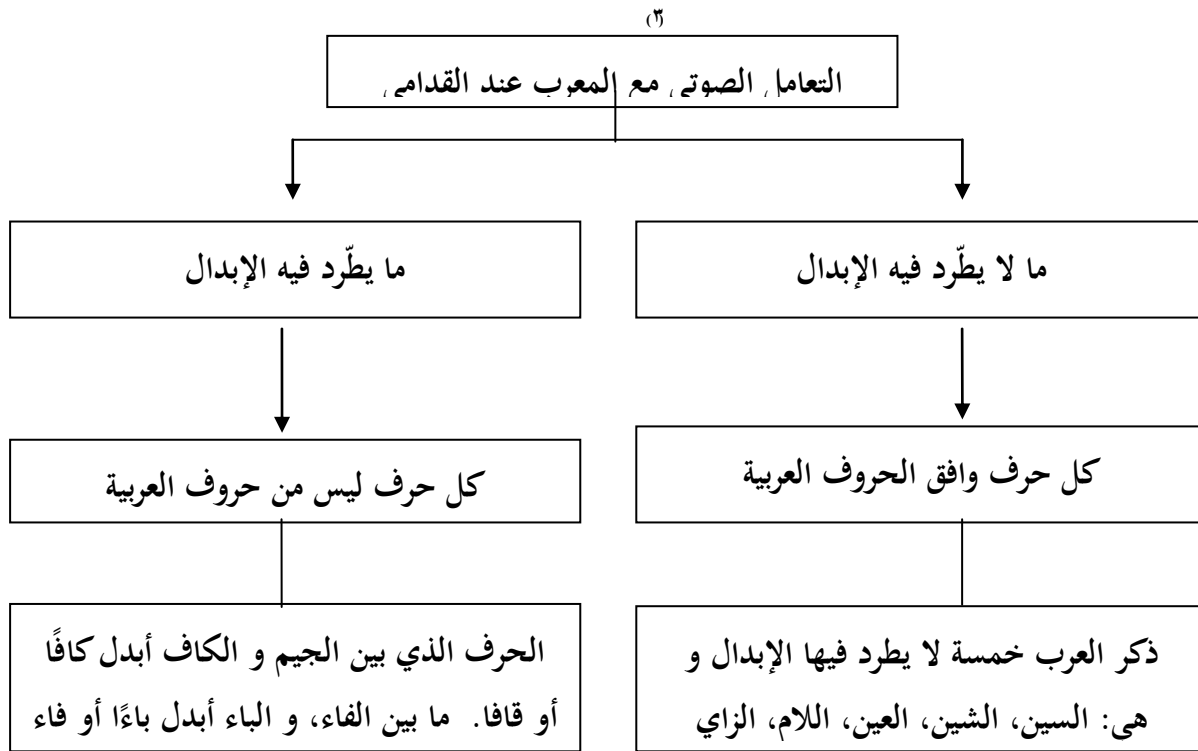 (٣)
التعامل الصوتي مع المعرب عند القدامى
ما لا يطّرد فيه الإبدال
ما يطّرد فيه الإبدال
كل حرف وافق الحروف العربية
كل حرف ليس من حروف العربية
ذكر العرب خمسة لا يطرد فيها الإبدال و
هي: السين، الشين، العين، اللام، الزاي
الحرف الذي بين الجيم و الكاف أبدل كافًا
أو قافا. ما بين الفاء، و الباء أبدل باءًا أو فاء